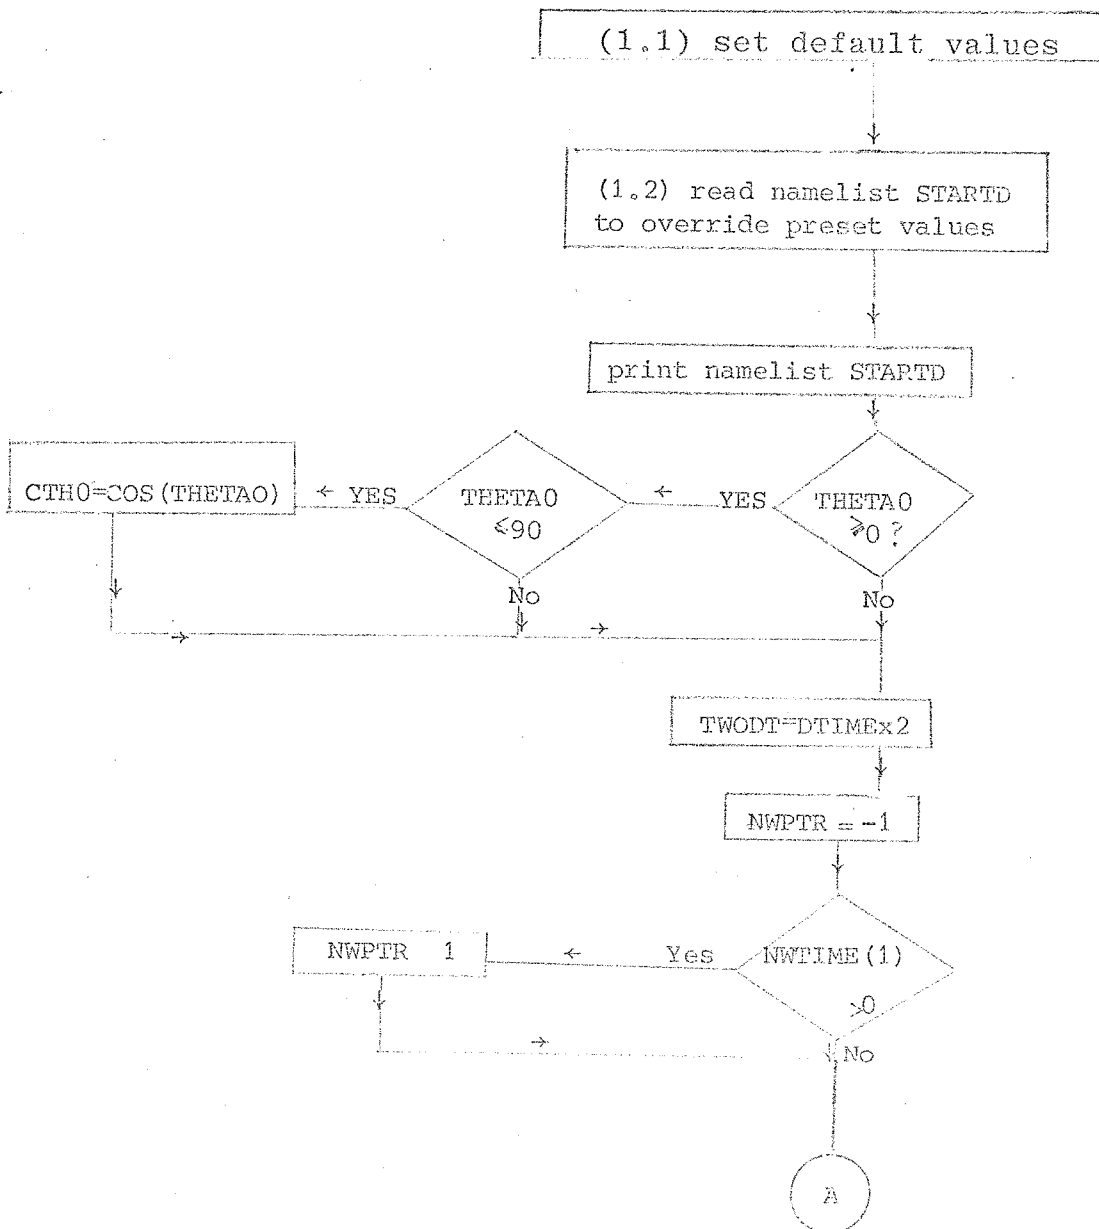 (1.1) set default values
(1.2) read namelist STARTD
to override preset values
print namelist STARTD
CTH0=COS(THETA0)
← YES
THETA0
≤90
← YES
THETA0
≥0?
No
No
TWODT=DTIMEx2
NWPTR = -1
NWPTR 1
← Yes
NWTIME(1)
>0
No
A